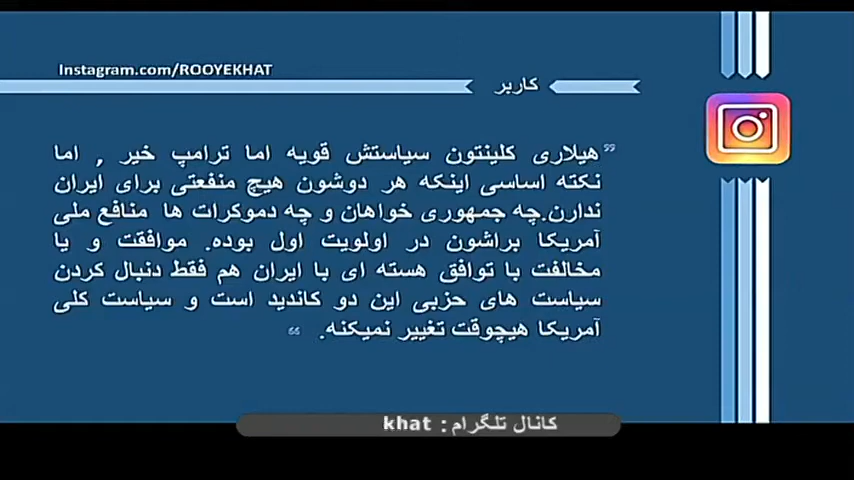 Instagram.com/ROOYEKHAT
کاربر
"هیلاری کلینتون سیاستش قویه اما ترامپ خیر , اما
نکته اساسی اینکه هر دوشون هیچ منفعتی برای ایران
ندارن.چه جمهوری خواهان و چه دموکرات ها منافع ملی
آمریکا براشون در اولویت اول بوده. موافقت و یا
مخالفت با توافق هسته ای با ایران هم فقط دنبال کردن
سیاست های حزبی این دو کاندید است و سیاست کلی
آمریکا هیچوقت تغییر نمیکنه. "
کانال تلگرام : khat